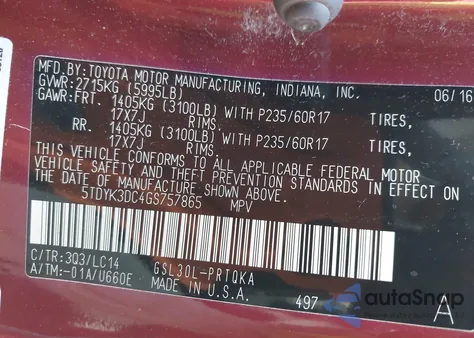 MFD.BY:TOYOTA MOTOR MANUFACTURING, INDIANA, INC.
GVWR:2715KG (5995LB) 06/16
GAWR:FRT. 1405KG (3100LB) WITH P235/60R17 TIRES,
17X7J RIMS.
RR. 1405KG (3100LB) WITH P235/60R17 TIRES,
17X7J RIMS.
THIS VEHICLE CONFORMS TO ALL APPLICABLE FEDERAL MOTOR
VEHICLE SAFETY AND THEFT PREVENTION STANDARDS IN EFFECT ON
THE DATE OF MANUFACTURE SHOWN ABOVE.
5TDYK3DC4GS757865 MPV
C/TR:3Q3/LC14 GSL30L-PRTQKA
A/TM:-01A/U660E MADE IN U.S.A. 497 A
autoSnap